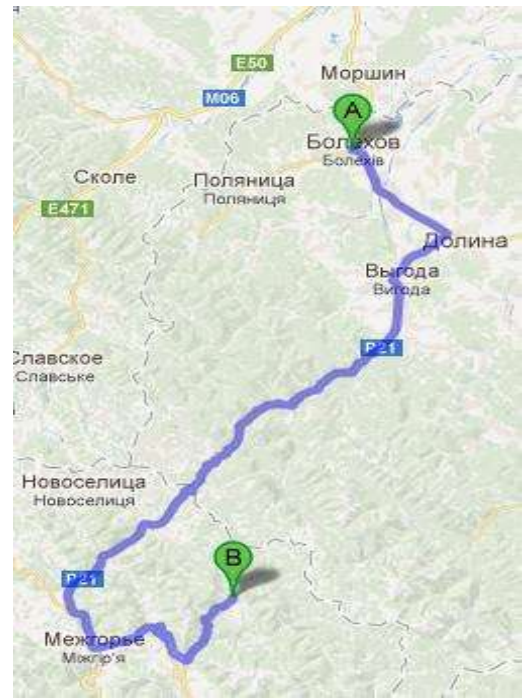 E50
Моршин
M06
A
Болехов
Болехів
Сколе
Поляница
Поляниця
E471
Долина
Выгода
Вигода
P21
Славское
Славське
Новоселица
Новоселиця
B
P21
Межгорье
Міжгір'я